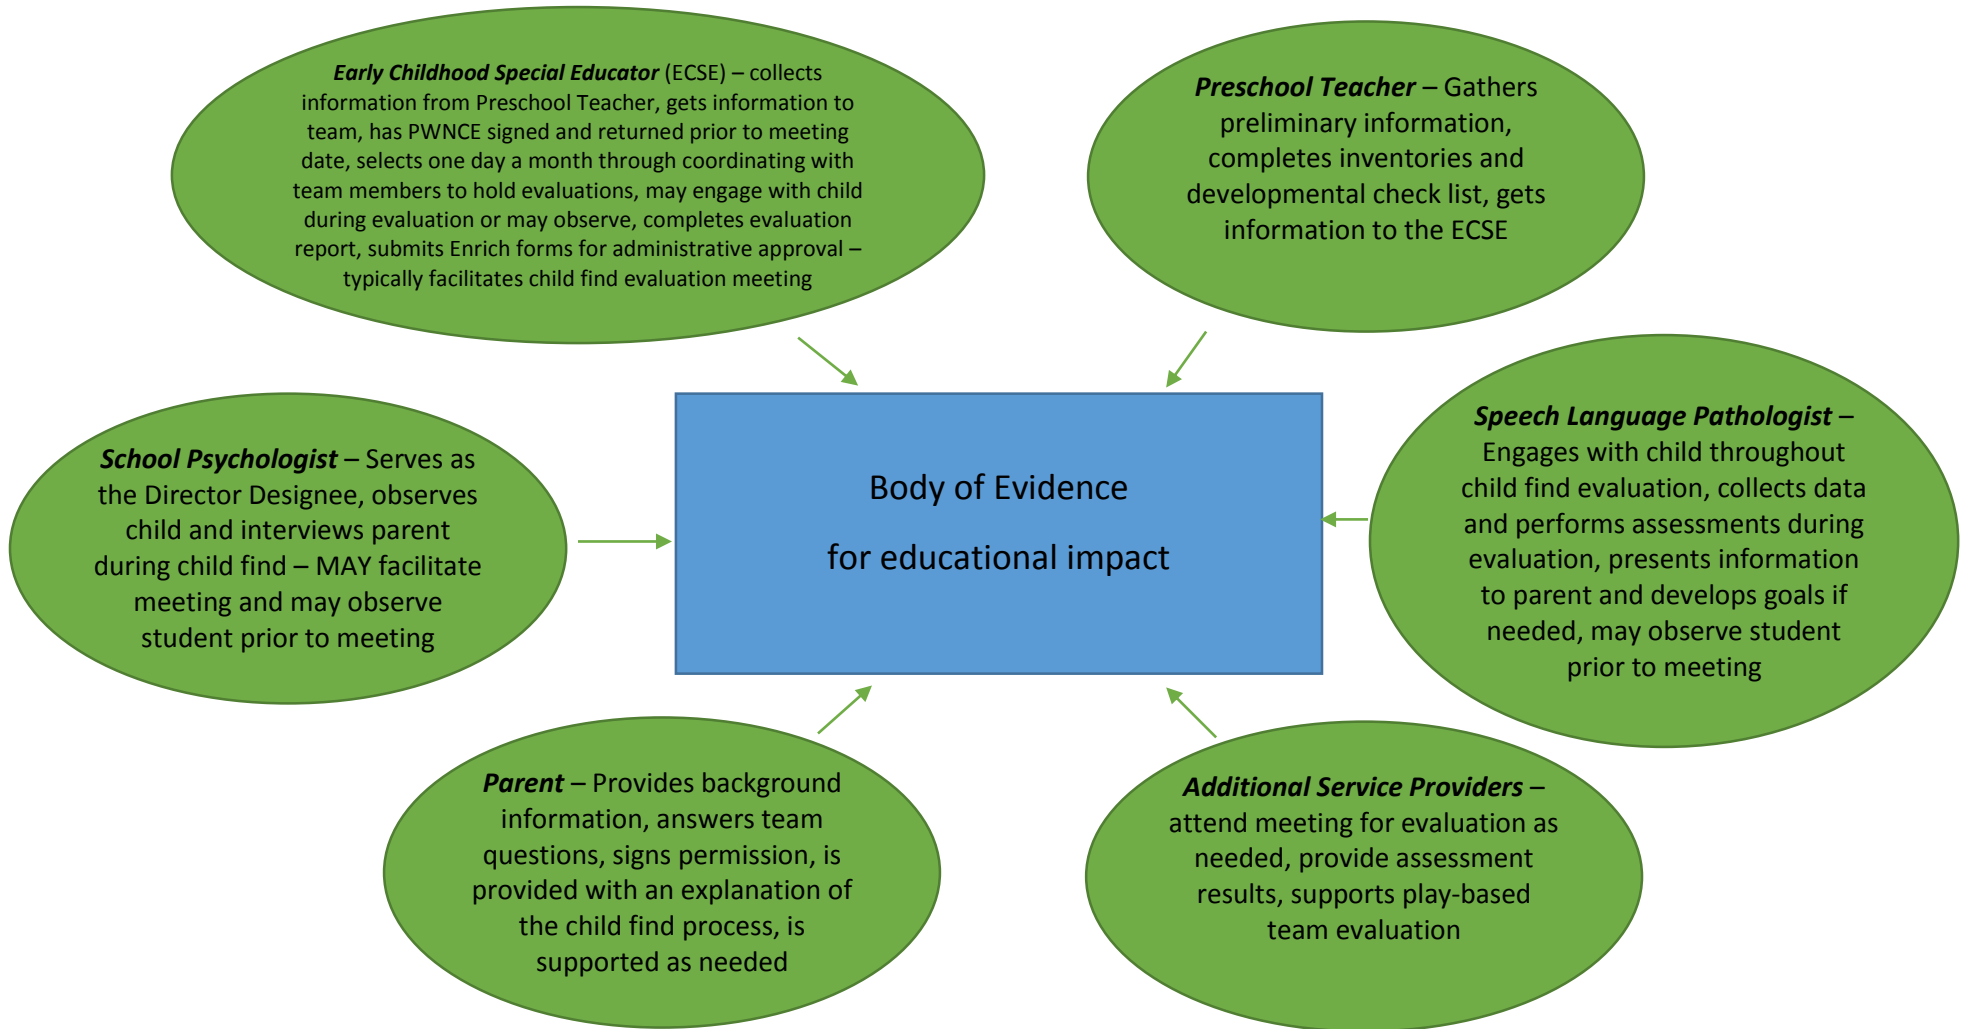 Early Childhood Special Educator (ECSE) – collects
information from Preschool Teacher, gets information to
team, has PWNCE signed and returned prior to meeting
date, selects one day a month through coordinating with
team members to hold evaluations, may engage with child
during evaluation or may observe, completes evaluation
report, submits Enrich forms for administrative approval –
typically facilitates child find evaluation meeting
Preschool Teacher – Gathers
preliminary information,
completes inventories and
developmental check list, gets
information to the ECSE
School Psychologist – Serves as
the Director Designee, observes
child and interviews parent
during child find – MAY facilitate
meeting and may observe
student prior to meeting
Body of Evidence
for educational impact
Speech Language Pathologist –
Engages with child throughout
child find evaluation, collects data
and performs assessments during
evaluation, presents information
to parent and develops goals if
needed, may observe student
prior to meeting
Parent – Provides background
information, answers team
questions, signs permission, is
provided with an explanation of
the child find process, is
supported as needed
Additional Service Providers –
attend meeting for evaluation as
needed, provide assessment
results, supports play-based
team evaluation